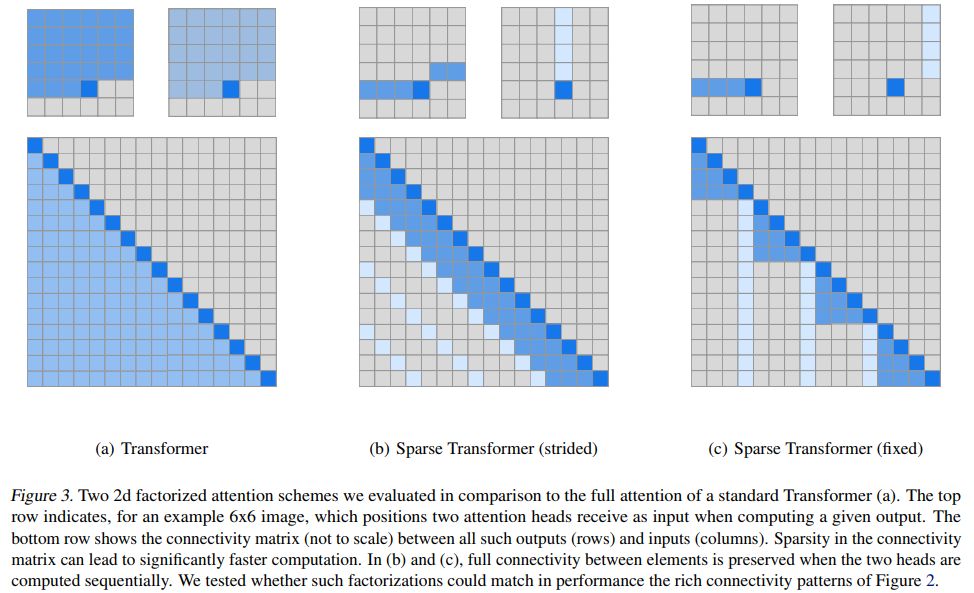 (a) Transformer
(b) Sparse Transformer (strided)
(c) Sparse Transformer (fixed)
Figure 3. Two 2d factorized attention schemes we evaluated in comparison to the full attention of a standard Transformer (a). The top
row indicates, for an example 6x6 image, which positions two attention heads receive as input when computing a given output. The
bottom row shows the connectivity matrix (not to scale) between all such outputs (rows) and inputs (columns). Sparsity in the connectivity
matrix can lead to significantly faster computation. In (b) and (c), full connectivity between elements is preserved when the two heads are
computed sequentially. We tested whether such factorizations could match in performance the rich connectivity patterns of Figure 2.